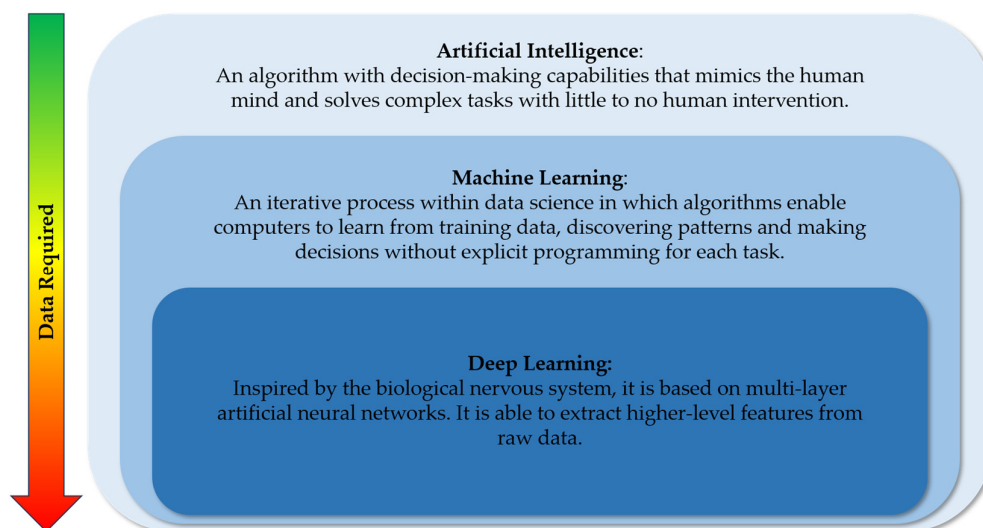 Artificial Intelligence:
An algorithm with decision-making capabilities that mimics the human
mind and solves complex tasks with little to no human intervention.
Machine Learning:
An iterative process within data science in which algorithms enable
computers to learn from training data, discovering patterns and making
decisions without explicit programming for each task.
Data Required
Deep Learning:
Inspired by the biological nervous system, it is based on multi-layer
artificial neural networks. It is able to extract higher-level features from
raw data.